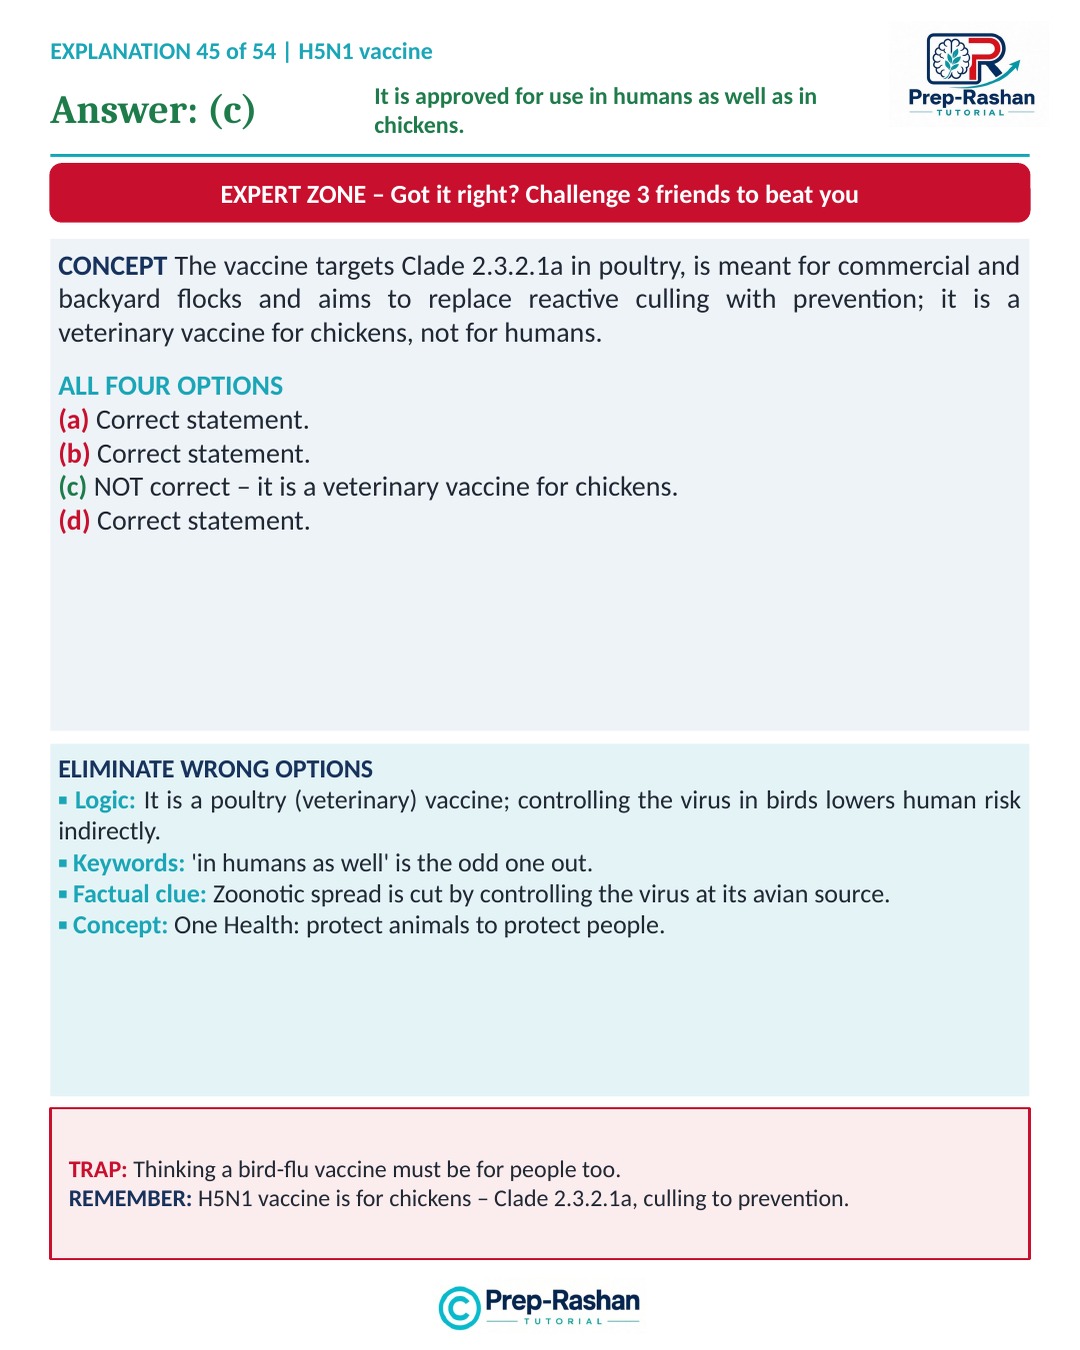 EXPLANATION 45 of 54 | H5N1 vaccine
Answer: (c)
It is approved for use in humans as well as in
chickens.
Prep-Rashan
TUTORIAL
EXPERT ZONE – Got it right? Challenge 3 friends to beat you
CONCEPT The vaccine targets Clade 2.3.2.1a in poultry, is meant for commercial and
backyard flocks and aims to replace reactive culling with prevention; it is a
veterinary vaccine for chickens, not for humans.
ALL FOUR OPTIONS
(a) Correct statement.
(b) Correct statement.
(c) NOT correct – it is a veterinary vaccine for chickens.
(d) Correct statement.
ELIMINATE WRONG OPTIONS
▪ Logic: It is a poultry (veterinary) vaccine; controlling the virus in birds lowers human risk
indirectly.
▪ Keywords: 'in humans as well' is the odd one out.
▪ Factual clue: Zoonotic spread is cut by controlling the virus at its avian source.
▪ Concept: One Health: protect animals to protect people.
TRAP: Thinking a bird-flu vaccine must be for people too.
REMEMBER: H5N1 vaccine is for chickens – Clade 2.3.2.1a, culling to prevention.
© Prep-Rashan
TUTORIAL